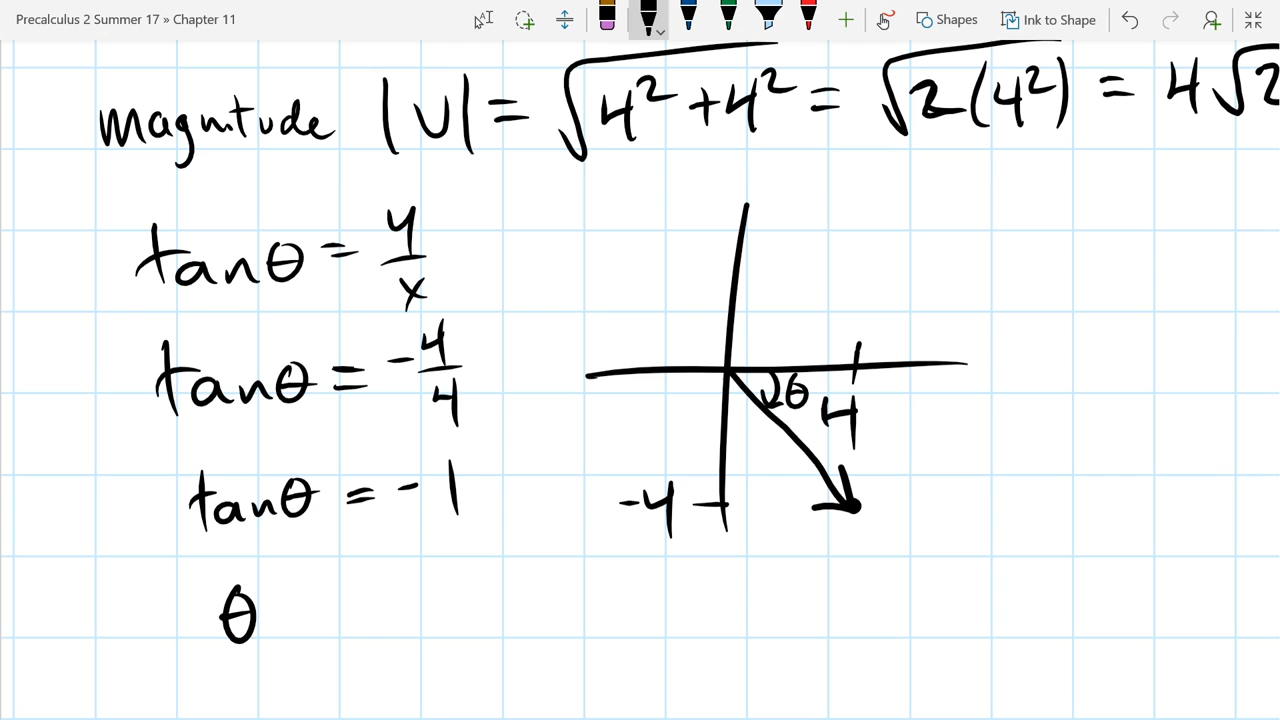 Precalculus 2 Summer 17 » Chapter 11
Shapes
Ink to Shape
magnitude |v| = √4² + 4² = √2(4²) = 4√2
tanθ = y/x
tanθ = -4/4
tanθ = -1
θ
θ
4
-4